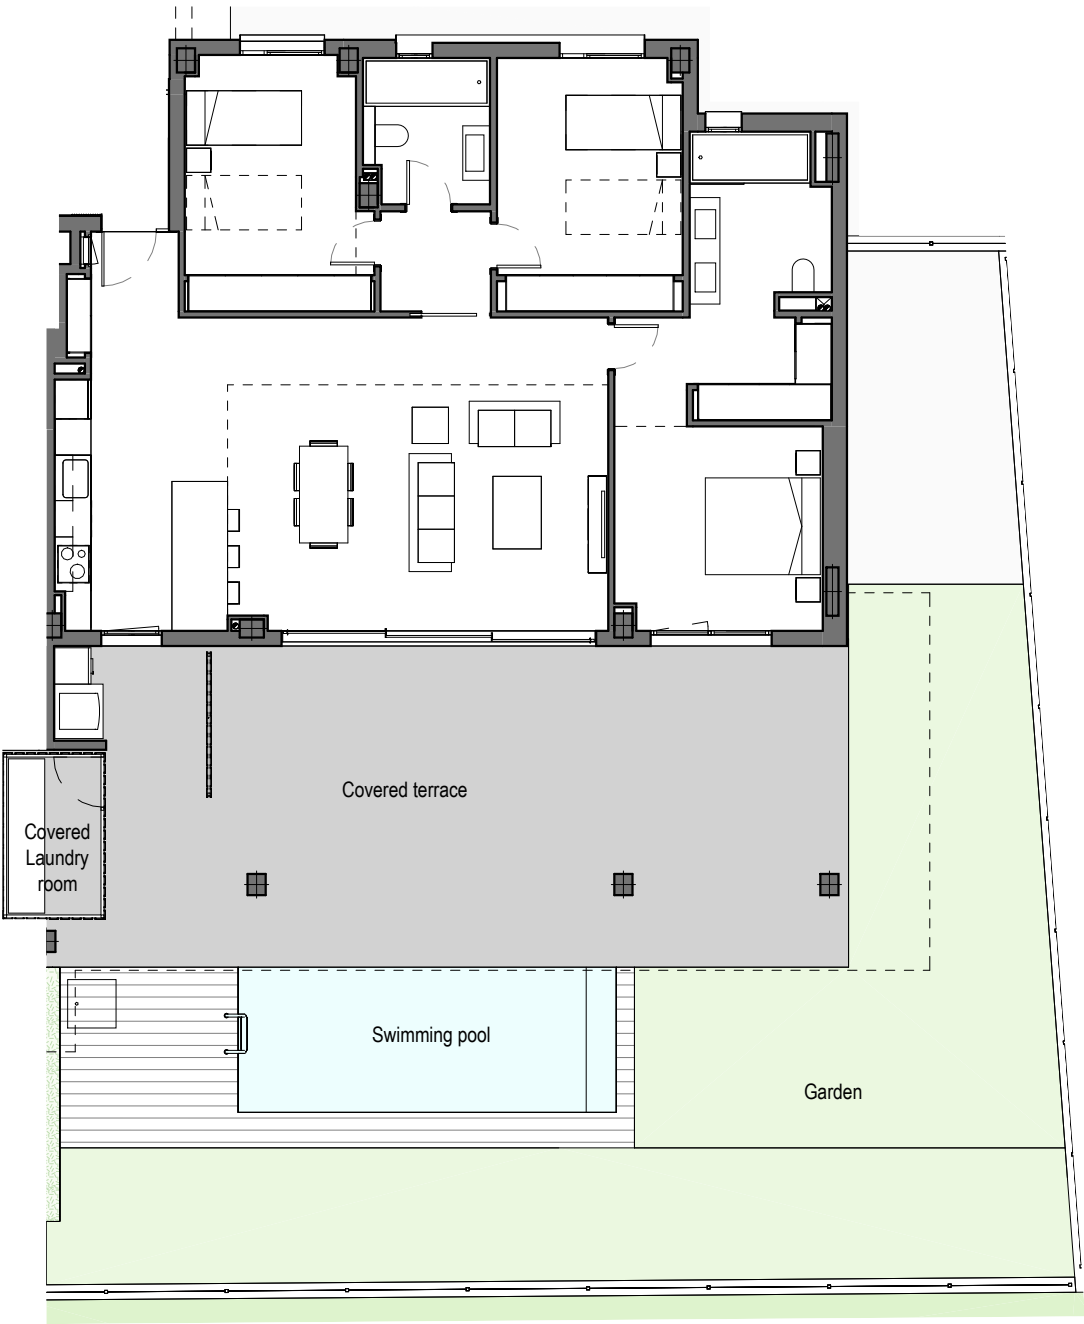 Covered terrace
Covered
Laundry
room
Swimming pool
Garden